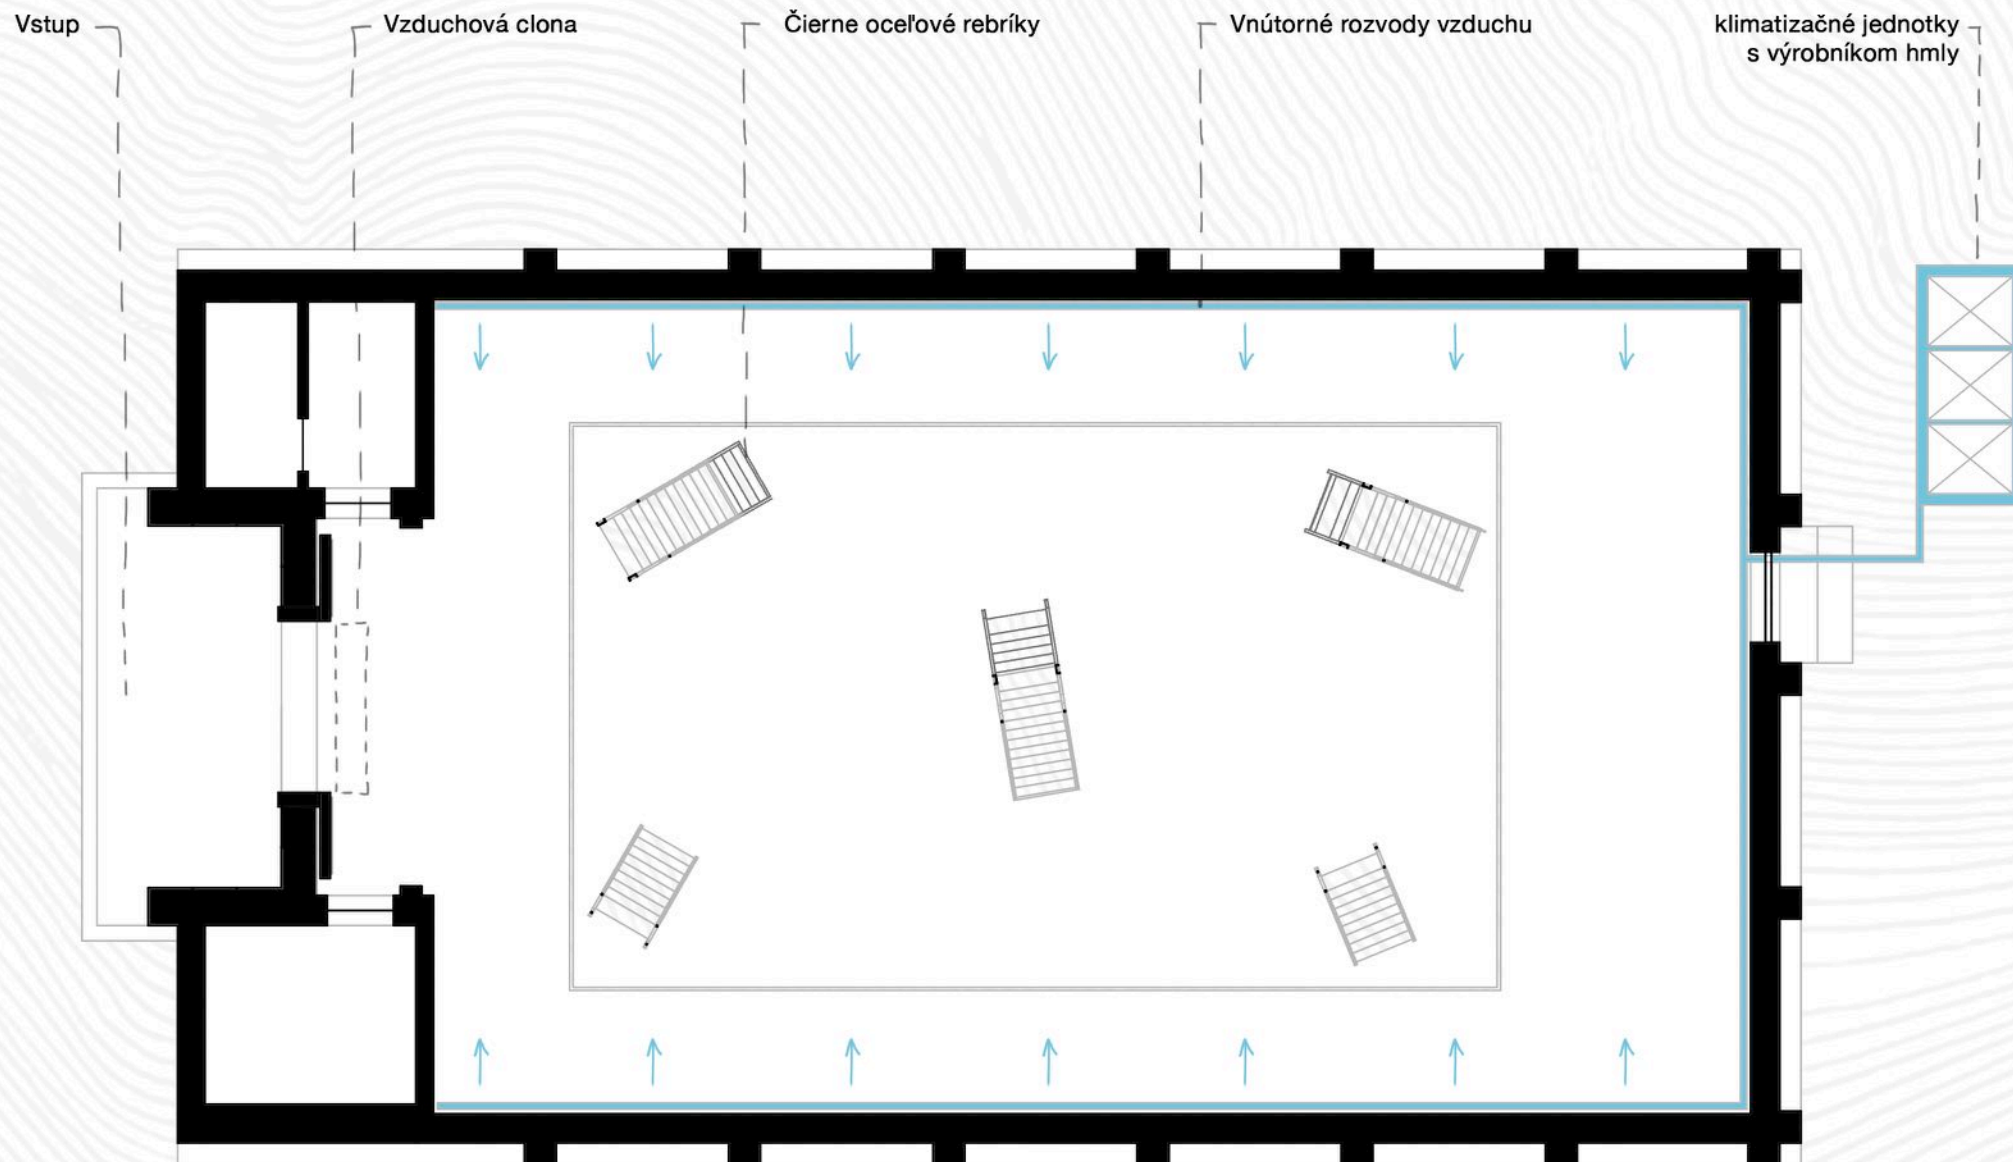 Vstup
Vzduchová clona
Čierne oceľové rebríky
Vnútorné rozvody vzduchu
klimatizačné jednotky
s výrobníkom hmly